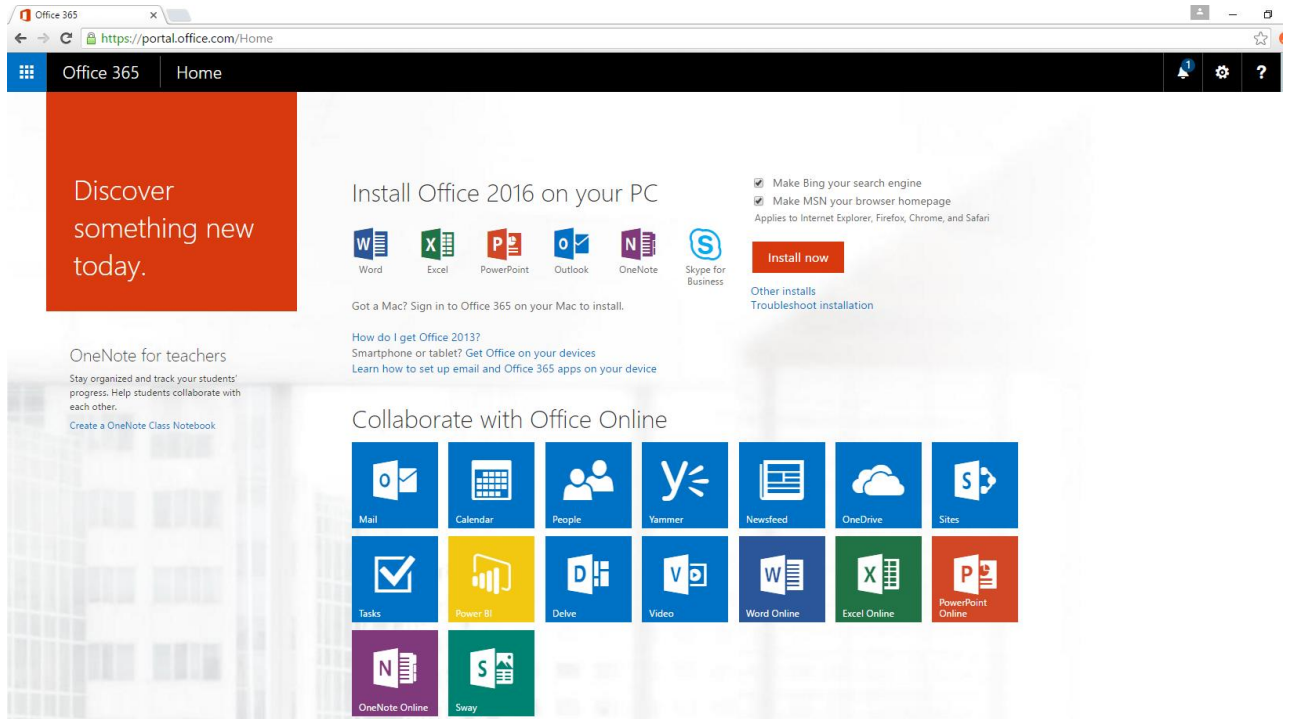 Office 365
https://portal.office.com/Home
Office 365 Home
1
?
Discover
something new
today.
OneNote for teachers
Stay organized and track your students'
progress. Help students collaborate with
each other.
Create a OneNote Class Notebook
Install Office 2016 on your PC
Word Excel PowerPoint Outlook OneNote Skype for
Business
Got a Mac? Sign in to Office 365 on your Mac to install.
How do I get Office 2013?
Smartphone or tablet? Get Office on your devices
Learn how to set up email and Office 365 apps on your device
Make Bing your search engine
Make MSN your browser homepage
Applies to Internet Explorer, Firefox, Chrome, and Safari
Install now
Other installs
Troubleshoot installation
Collaborate with Office Online
Mail Calendar People Yammer Newsfeed OneDrive Sites
Tasks Power BI Delve Video Word Online Excel Online PowerPoint
Online
OneNote Online Sway